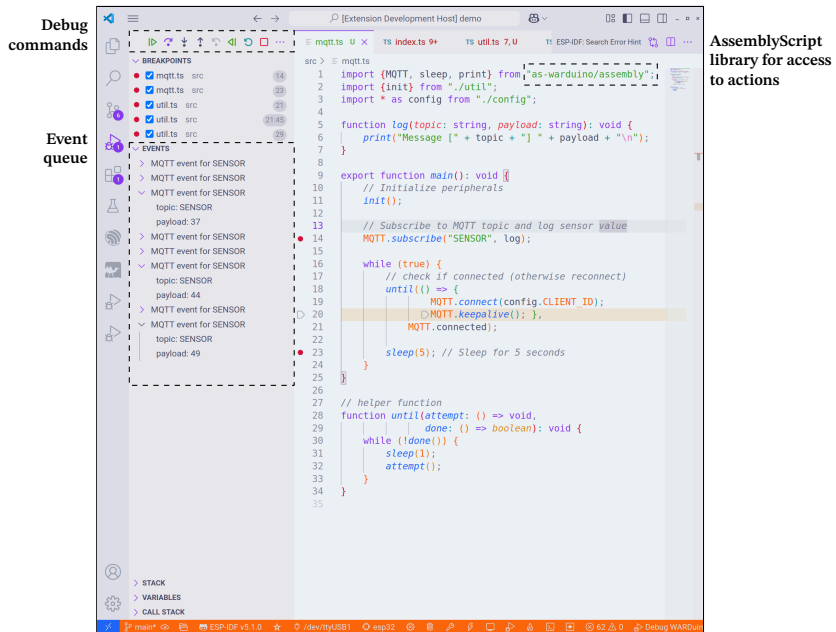 Debug
commands
Event
queue
AssemblyScript
library for access
to actions
[Extension Development Host] demo
BREAKPOINTS
mqtt.ts src 14
mqtt.ts src 23
util.ts src 21
util.ts src 21:45
util.ts src 29
EVENTS
MQTT event for SENSOR
MQTT event for SENSOR
MQTT event for SENSOR
topic: SENSOR
payload: 37
MQTT event for SENSOR
MQTT event for SENSOR
MQTT event for SENSOR
topic: SENSOR
payload: 44
MQTT event for SENSOR
MQTT event for SENSOR
topic: SENSOR
payload: 49
STACK
VARIABLES
CALL STACK
6
1
1
mqtt.ts U TS index.ts 9+ TS util.ts 7, U TS ESP-IDF: Search Error Hint
src > mqtt.ts
1 import {MQTT, sleep, print} from "as-warduino/assembly";
2 import {init} from "./util";
3 import * as config from "./config";
4
5 function log(topic: string, payload: string): void {
6 print("Message [" + topic + "] " + payload + "\n");
7 }
8
9 export function main(): void {
10 // Initialize peripherals
11 init();
12
13 // Subscribe to MQTT topic and log sensor value
14 MQTT.subscribe("SENSOR", log);
15
16 while (true) {
17 // check if connected (otherwise reconnect)
18 until(() => {
19 MQTT.connect(config.CLIENT_ID);
20 MQTT.keepalive(); },
21 MQTT.connected);
22
23 sleep(5); // Sleep for 5 seconds
24 }
25 }
26
27 // helper function
28 function until(attempt: () => void,
29 done: () => boolean): void {
30 while (!done()) {
31 sleep(1);
32 attempt();
33 }
34 }
35
main* ESP-IDF v5.1.0 /dev/ttyUSB1 esp32 62 0 Debug WARDuin